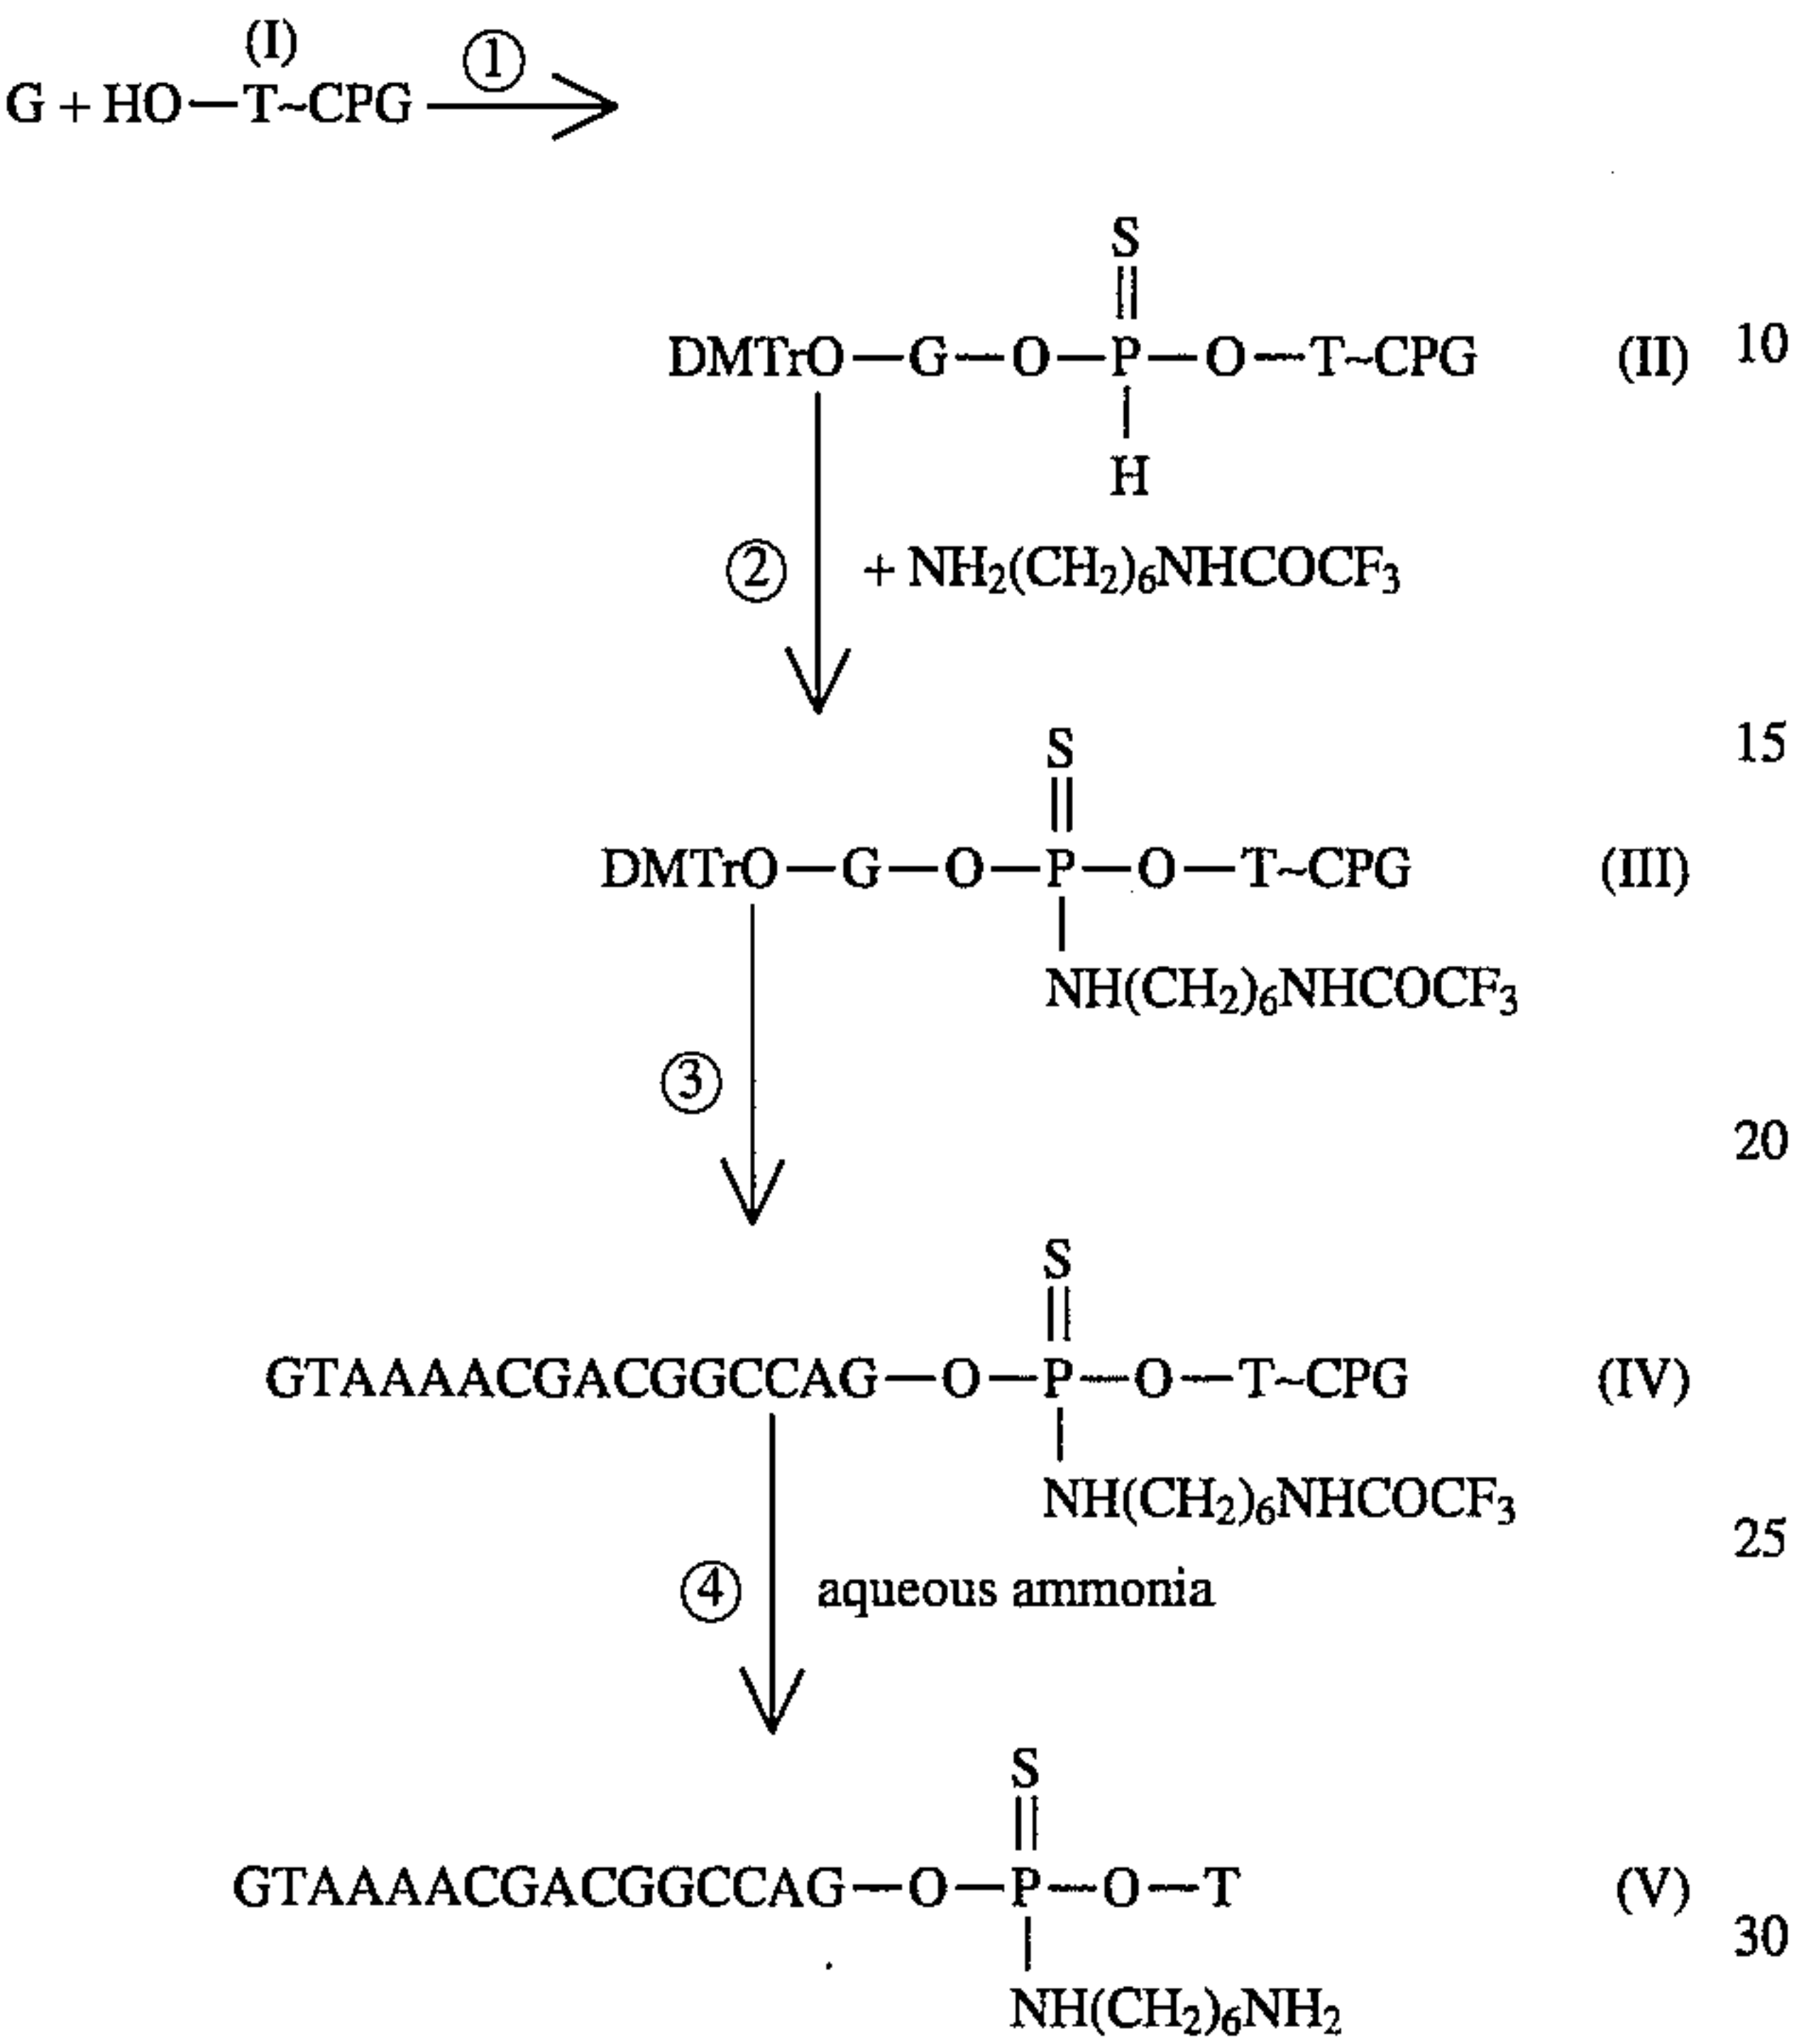 (I)
G + HO—T~CPG ①
S
||
DMTrO—G—O—P—O—T~CPG (II) 10
|
H
② + NH₂(CH₂)₆NHCOCF₃
15
S
||
DMTrO—G—O—P—O—T~CPG (III)
|
NH(CH₂)₆NHCOCF₃
③
20
S
||
GTAAAACGACGGCCAG—O—P—O—T~CPG (IV)
|
NH(CH₂)₆NHCOCF₃
25
④ aqueous ammonia
S
||
GTAAAACGACGGCCAG—O—P—O—T (V)
30
|
NH(CH₂)₆NH₂